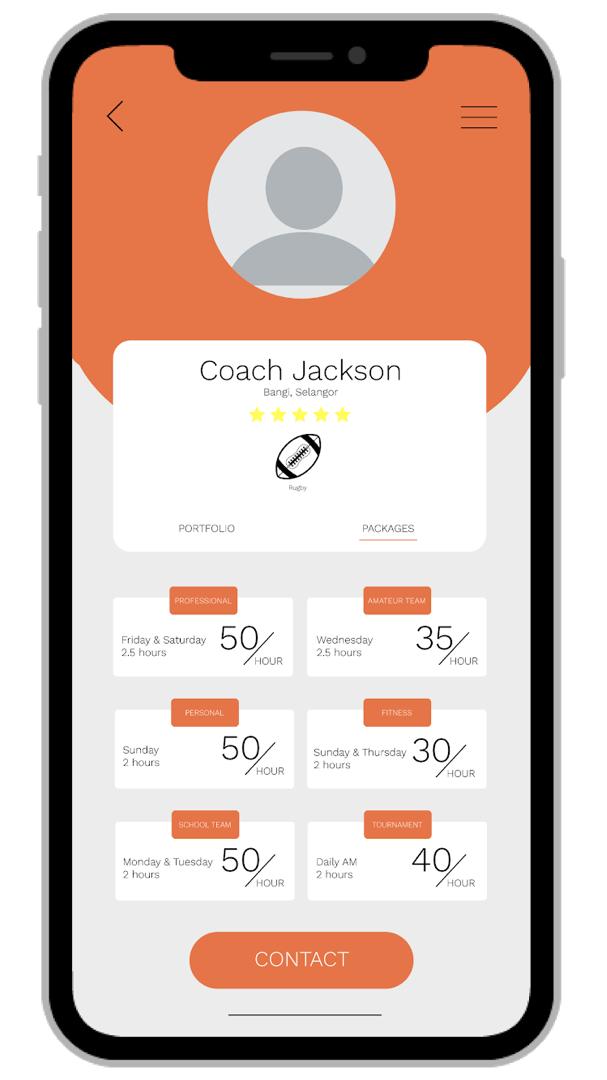 Coach Jackson
Bangi, Selangor
Rugby
PORTFOLIO
PACKAGES
PROFESSIONAL
Friday & Saturday
2.5 hours
50/HOUR
AMATEUR TEAM
Wednesday
2.5 hours
35/HOUR
PERSONAL
Sunday
2 hours
50/HOUR
FITNESS
Sunday & Thursday
2 hours
30/HOUR
SCHOOL TEAM
Monday & Tuesday
2 hours
50/HOUR
TOURNAMENT
Daily AM
2 hours
40/HOUR
CONTACT